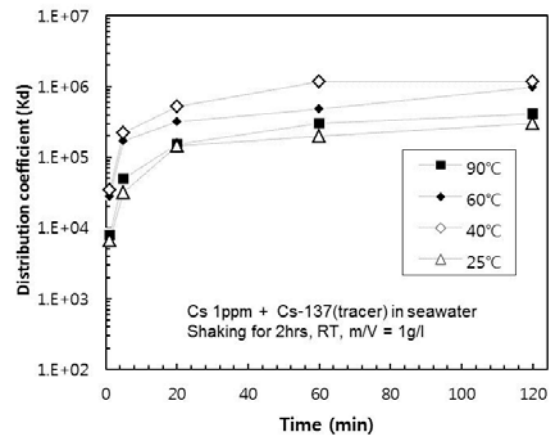 1.E+07
1.E+06
1.E+05
1.E+04
1.E+03
1.E+02
Distribution coefficient (Kd)
90℃
60℃
40℃
25℃
Cs 1ppm + Cs-137(tracer) in seawater
Shaking for 2hrs, RT, m/V = 1g/l
0 20 40 60 80 100 120
Time (min)